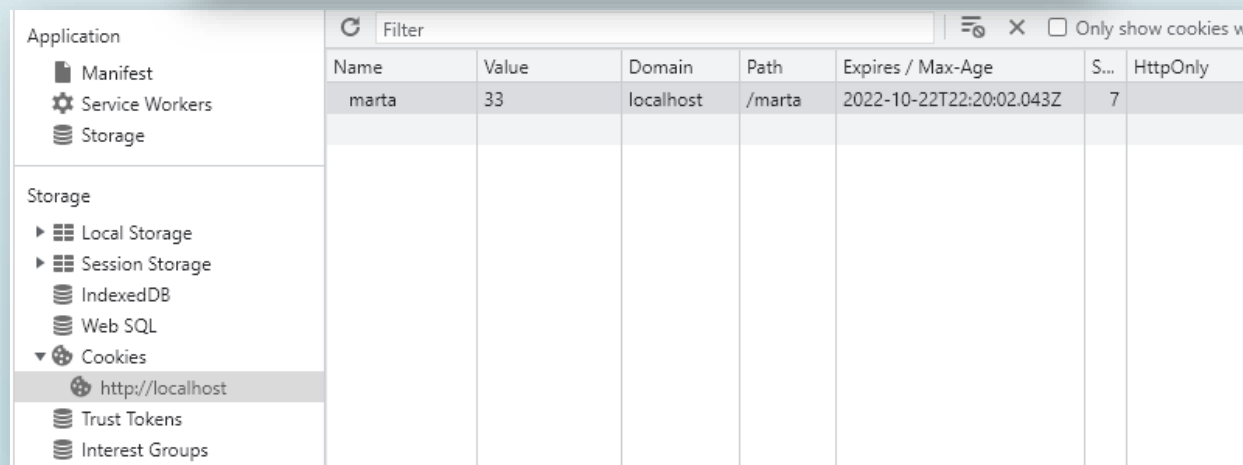 Application
Manifest
Service Workers
Storage
Storage
Local Storage
Session Storage
IndexedDB
Web SQL
Cookies
http://localhost
Trust Tokens
Interest Groups
Filter
Only show cookies w
Name Value Domain Path Expires / Max-Age S... HttpOnly
marta 33 localhost /marta 2022-10-22T22:20:02.043Z 7